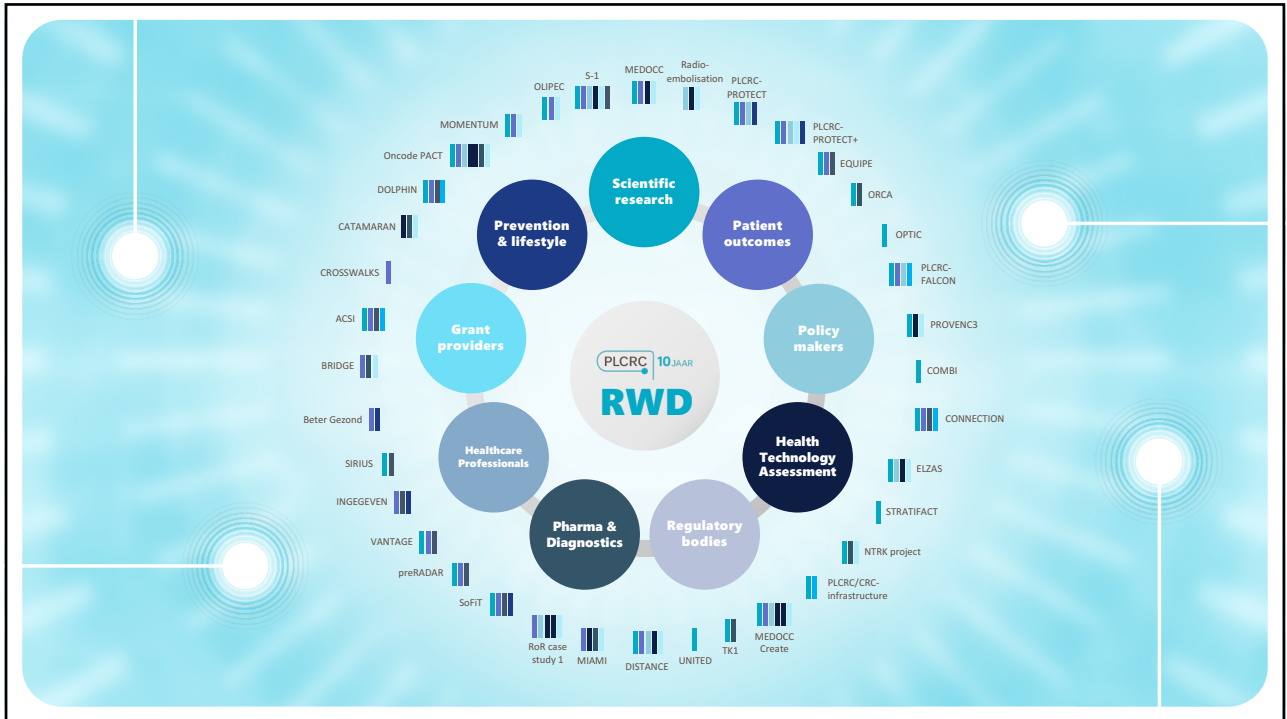 S-1
MEDOCC
Radio-
embolisation
PLCRC-
PROTECT
OLIPEC
MOMENTUM
PLCRC-
PROTECT+
Oncode PACT
EQUIPE
DOLPHIN
ORCA
CATAMARAN
OPTIC
CROSSWALKS
PLCRC-
FALCON
ACSI
PROVENC3
BRIDGE
COMBI
Beter Gezond
CONNECTION
SIRIUS
ELZAS
INGEGEVEN
STRATIFACT
VANTAGE
NTRK project
preRADAR
PLCRC/CRC-
infrastructure
SoFiT
RoR case
study 1
MIAMI
DISTANCE
UNITED
TK1
MEDOCC
Create
Scientific
research
Prevention
& lifestyle
Patient
outcomes
Grant
providers
Policy
makers
PLCRC 10 JAAR
RWD
Healthcare
Professionals
Health
Technology
Assessment
Pharma &
Diagnostics
Regulatory
bodies